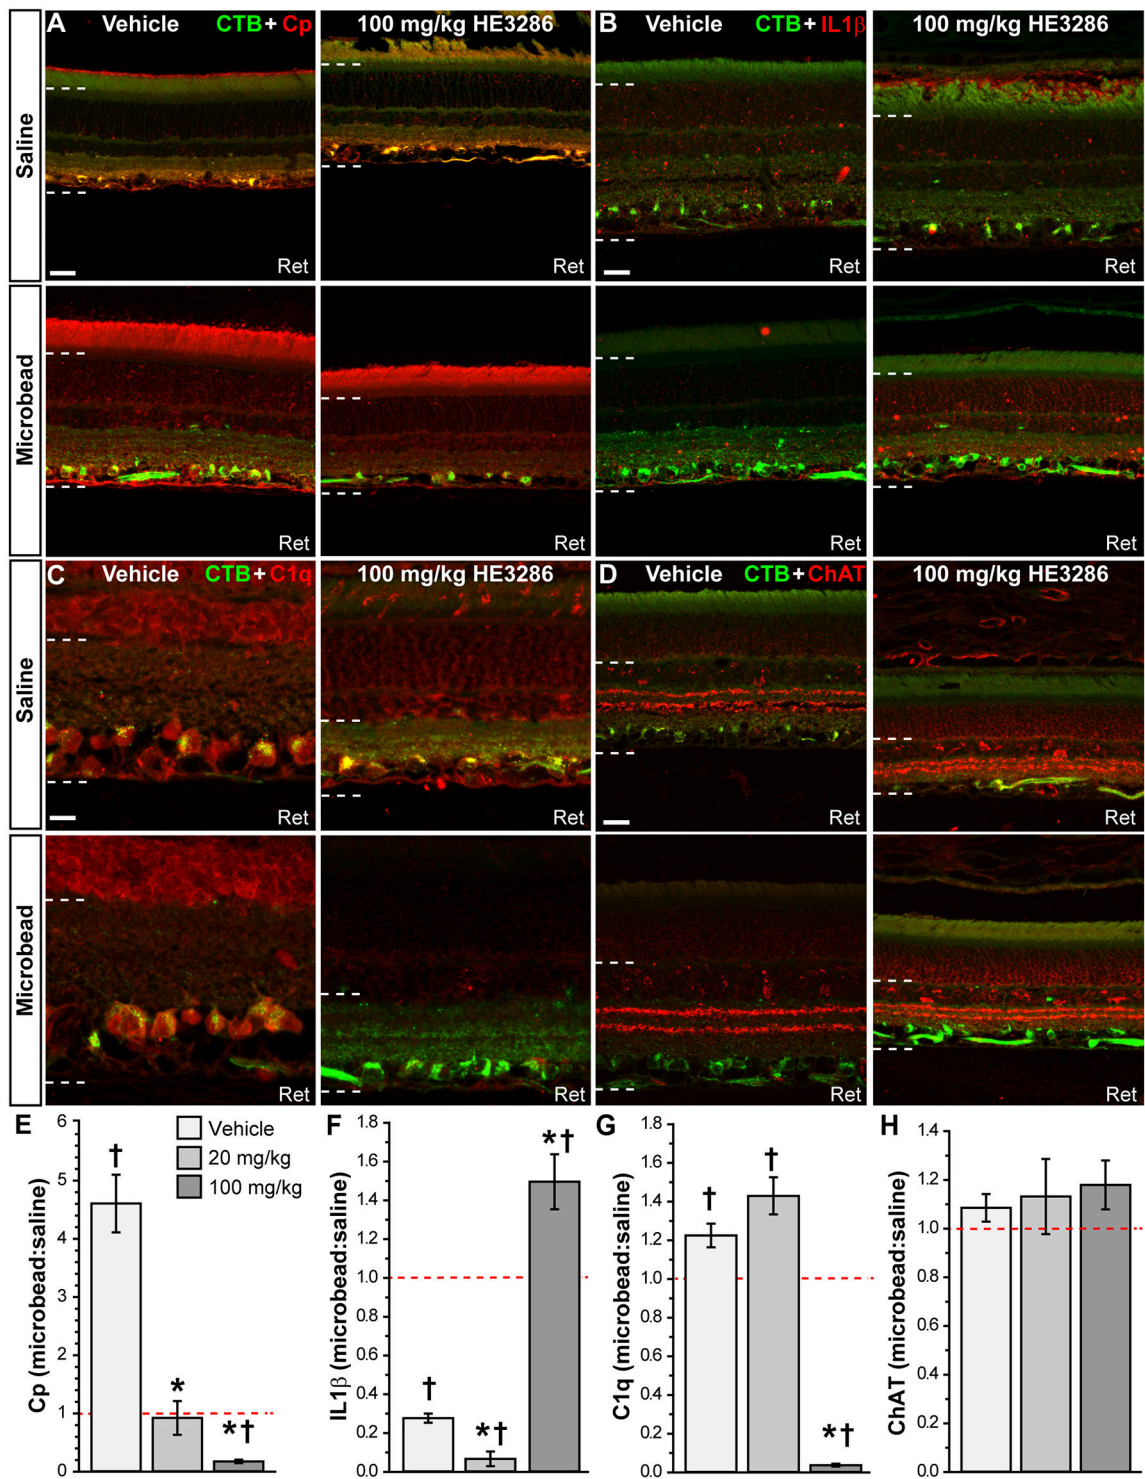 A Vehicle CTB + Cp 100 mg/kg HE3286 B Vehicle CTB + IL1β 100 mg/kg HE3286
Saline
Ret Ret Ret Ret
Microbead
Ret Ret Ret Ret
C Vehicle CTB + C1q 100 mg/kg HE3286 D Vehicle CTB + ChAT 100 mg/kg HE3286
Saline
Ret Ret Ret Ret
Microbead
Ret Ret Ret Ret
E
Cp (microbead:saline)
6
5
4
3
2
1
0
†
*
*†
Vehicle
20 mg/kg
100 mg/kg
F
IL1β (microbead:saline)
1.8
1.6
1.4
1.2
1.0
0.8
0.6
0.4
0.2
0.0
†
*†
*†
G
C1q (microbead:saline)
1.8
1.6
1.4
1.2
1.0
0.8
0.6
0.4
0.2
0.0
†
†
*†
H
ChAT (microbead:saline)
1.4
1.2
1.0
0.8
0.6
0.4
0.2
0.0